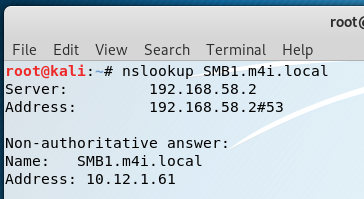 root@
File Edit View Search Terminal Help
root@kali:~# nslookup SMB1.m4i.local
Server: 192.168.58.2
Address: 192.168.58.2#53
Non-authoritative answer:
Name: SMB1.m4i.local
Address: 10.12.1.61